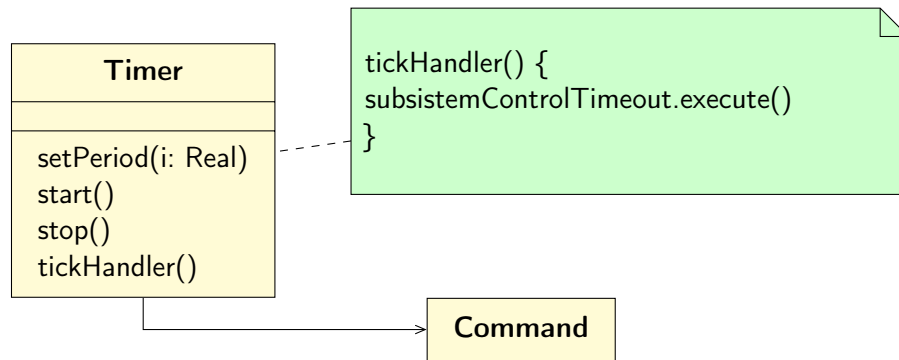 Timer
setPeriod(i: Real)
start()
stop()
tickHandler()
tickHandler() {
subsistemControlTimeout.execute()
}
Command